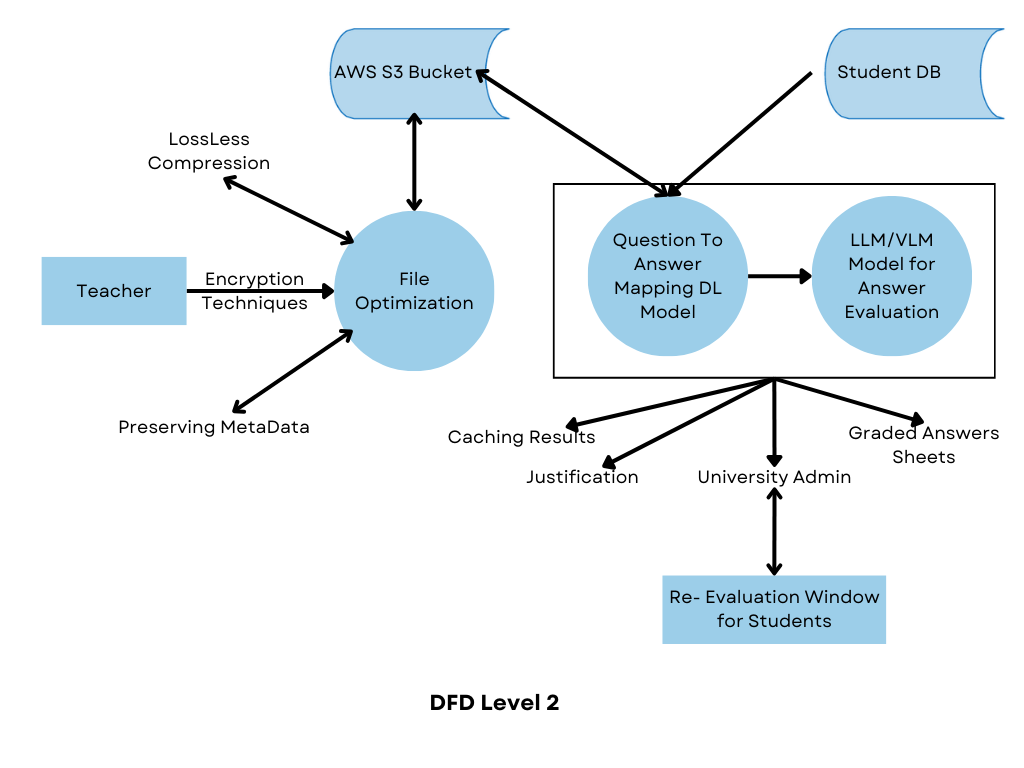 AWS S3 Bucket
Student DB
LossLess
Compression
Teacher
Encryption
Techniques
File
Optimization
Preserving MetaData
Question To
Answer
Mapping DL
Model
LLM/VLM
Model for
Answer
Evaluation
Caching Results
Justification
University Admin
Graded Answers
Sheets
Re- Evaluation Window
for Students
DFD Level 2